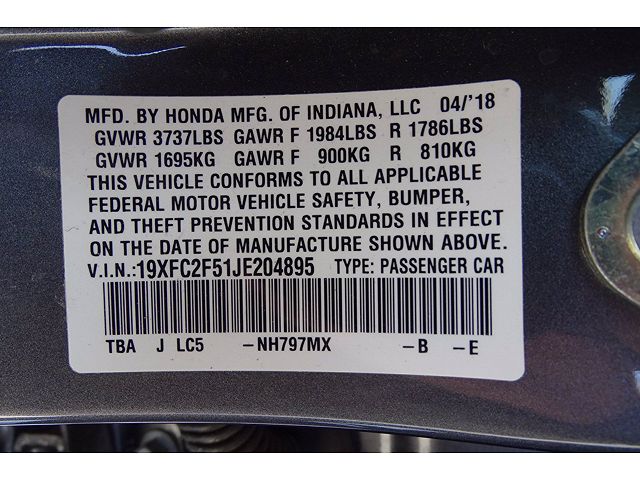 MFD. BY HONDA MFG. OF INDIANA, LLC 04/'18
GVWR 3737LBS GAWR F 1984LBS R 1786LBS
GVWR 1695KG GAWR F 900KG R 810KG
THIS VEHICLE CONFORMS TO ALL APPLICABLE
FEDERAL MOTOR VEHICLE SAFETY, BUMPER,
AND THEFT PREVENTION STANDARDS IN EFFECT
ON THE DATE OF MANUFACTURE SHOWN ABOVE.
V.I.N.:19XFC2F51JE204895 TYPE: PASSENGER CAR
TBA J LC5 -NH797MX -B -E